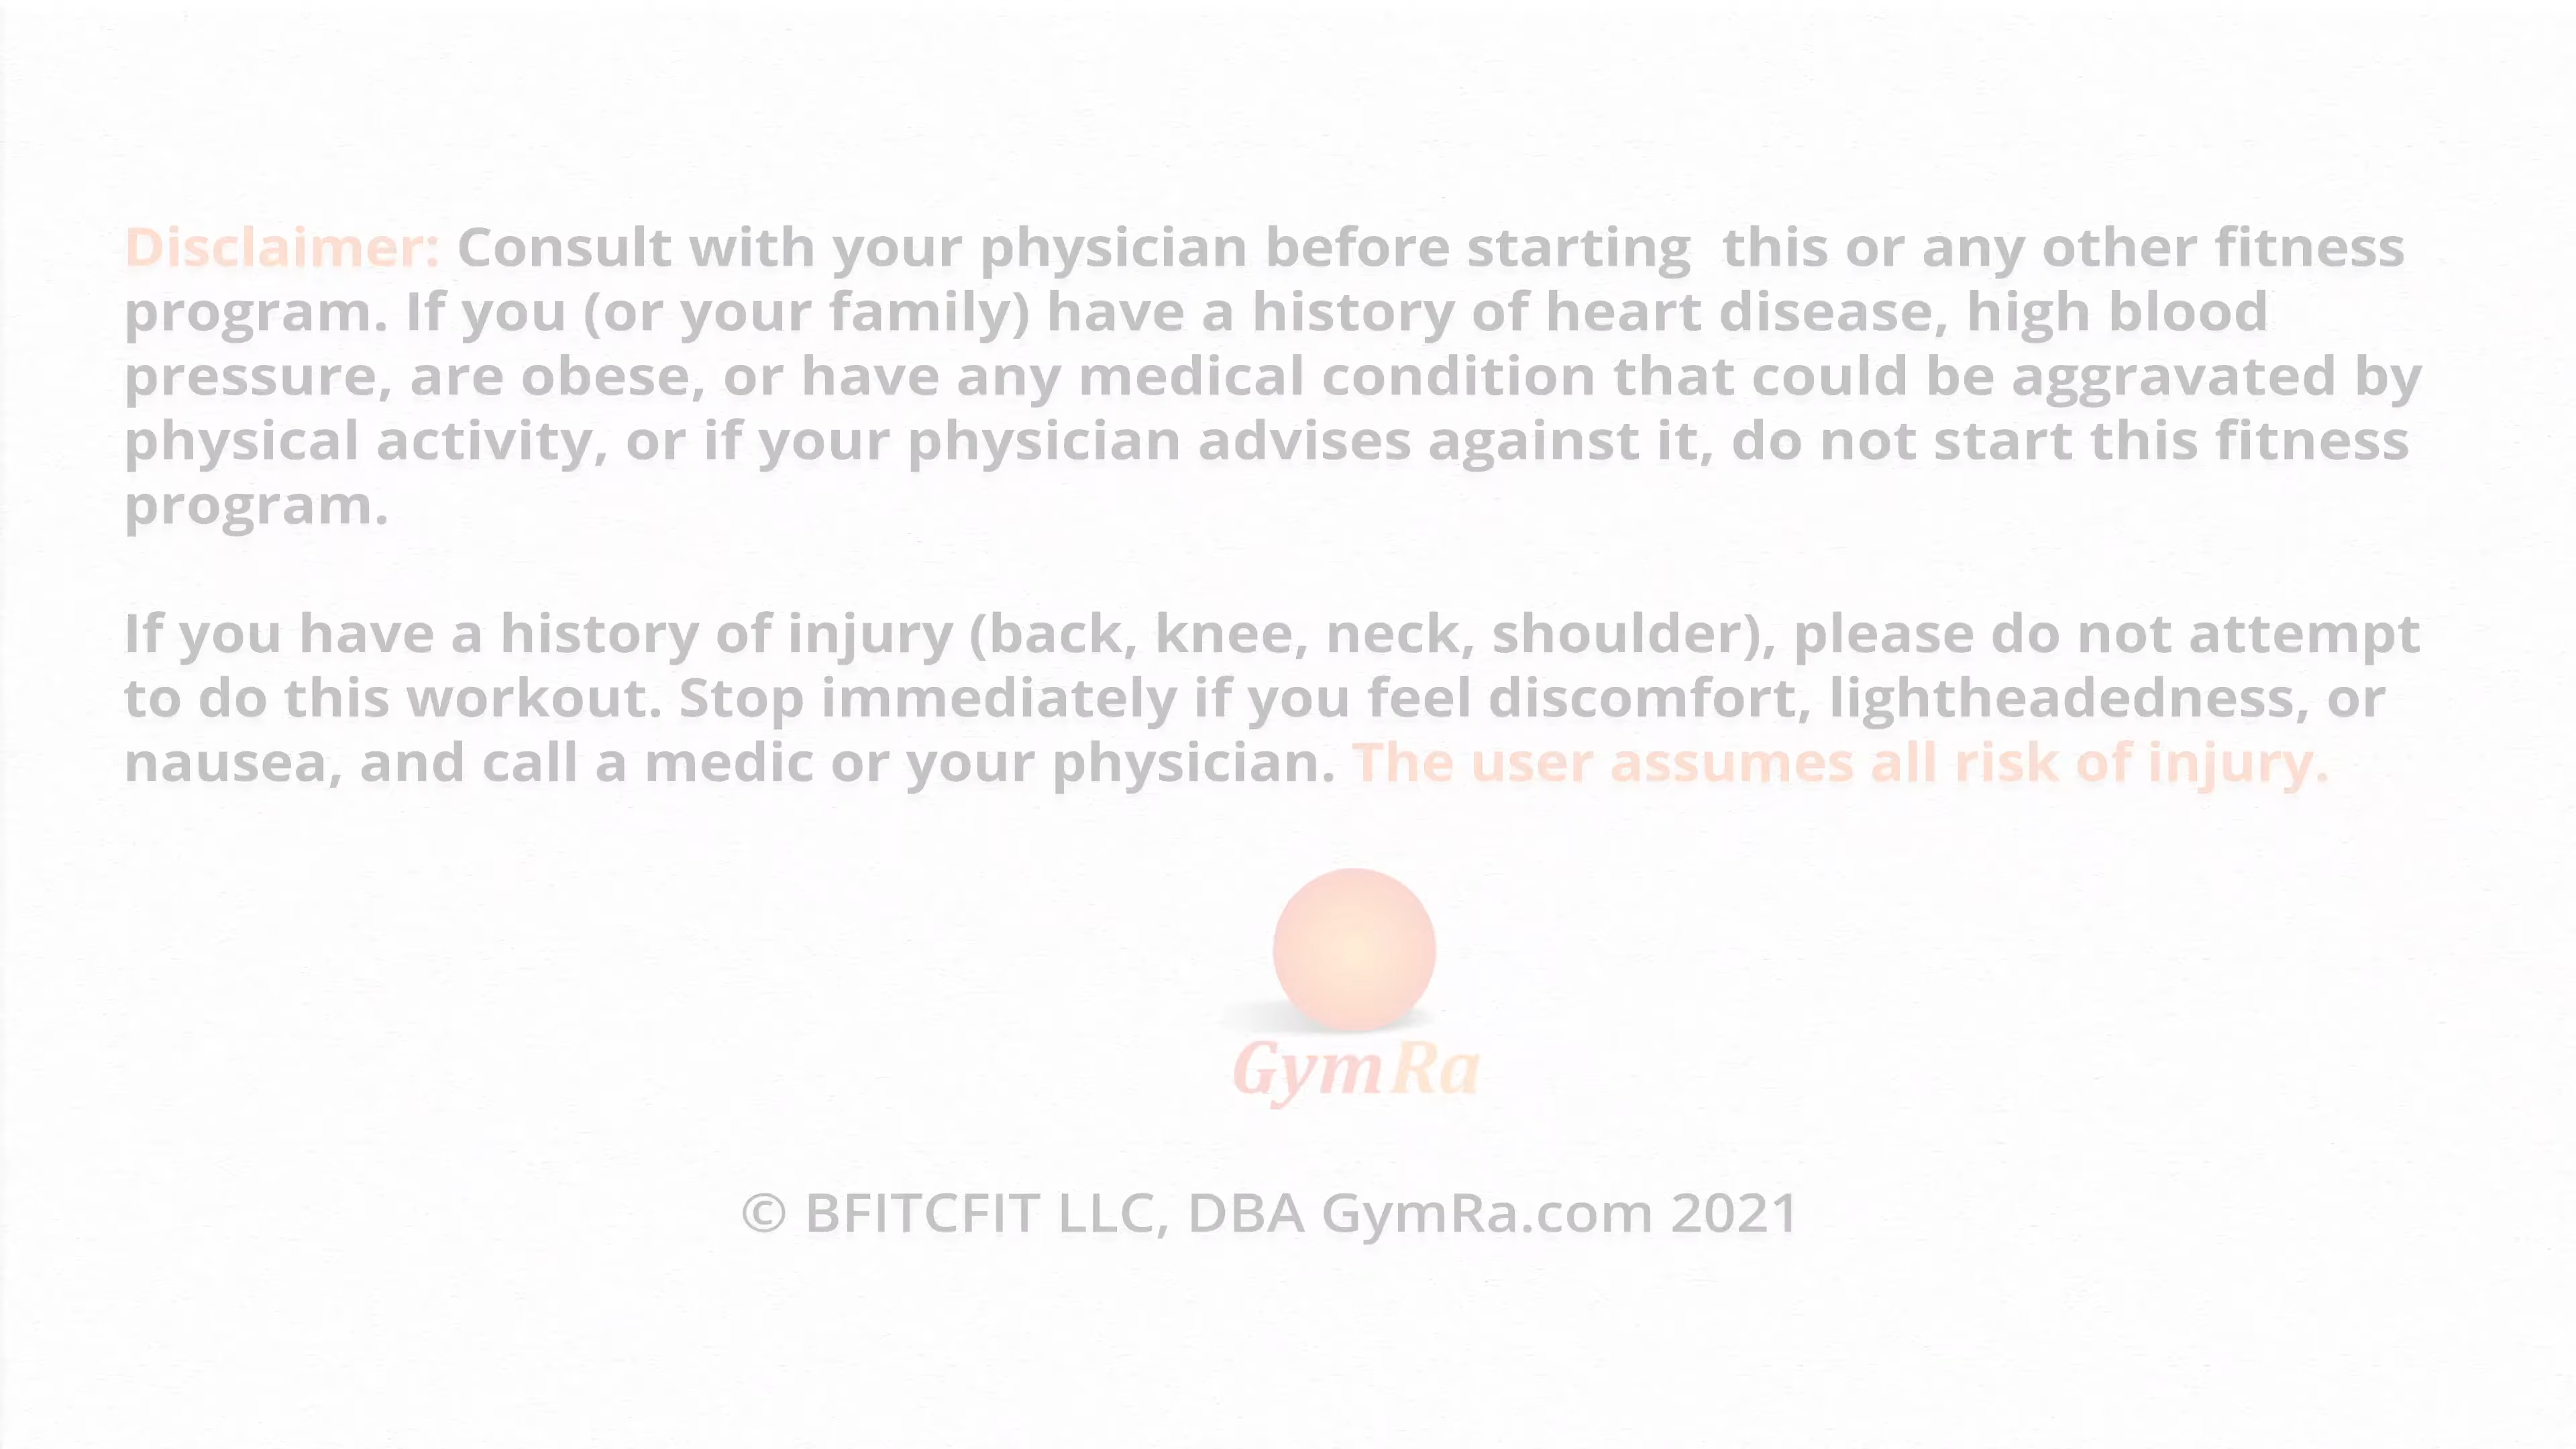 Disclaimer: Consult with your physician before starting  this or any other fitness
program. If you (or your family) have a history of heart disease, high blood
pressure, are obese, or have any medical condition that could be aggravated by
physical activity, or if your physician advises against it, do not start this fitness
program.
If you have a history of injury (back, knee, neck, shoulder), please do not attempt
to do this workout. Stop immediately if you feel discomfort, lightheadedness, or
nausea, and call a medic or your physician. The user assumes all risk of injury.
GymRa
© BFITCFIT LLC, DBA GymRa.com 2021